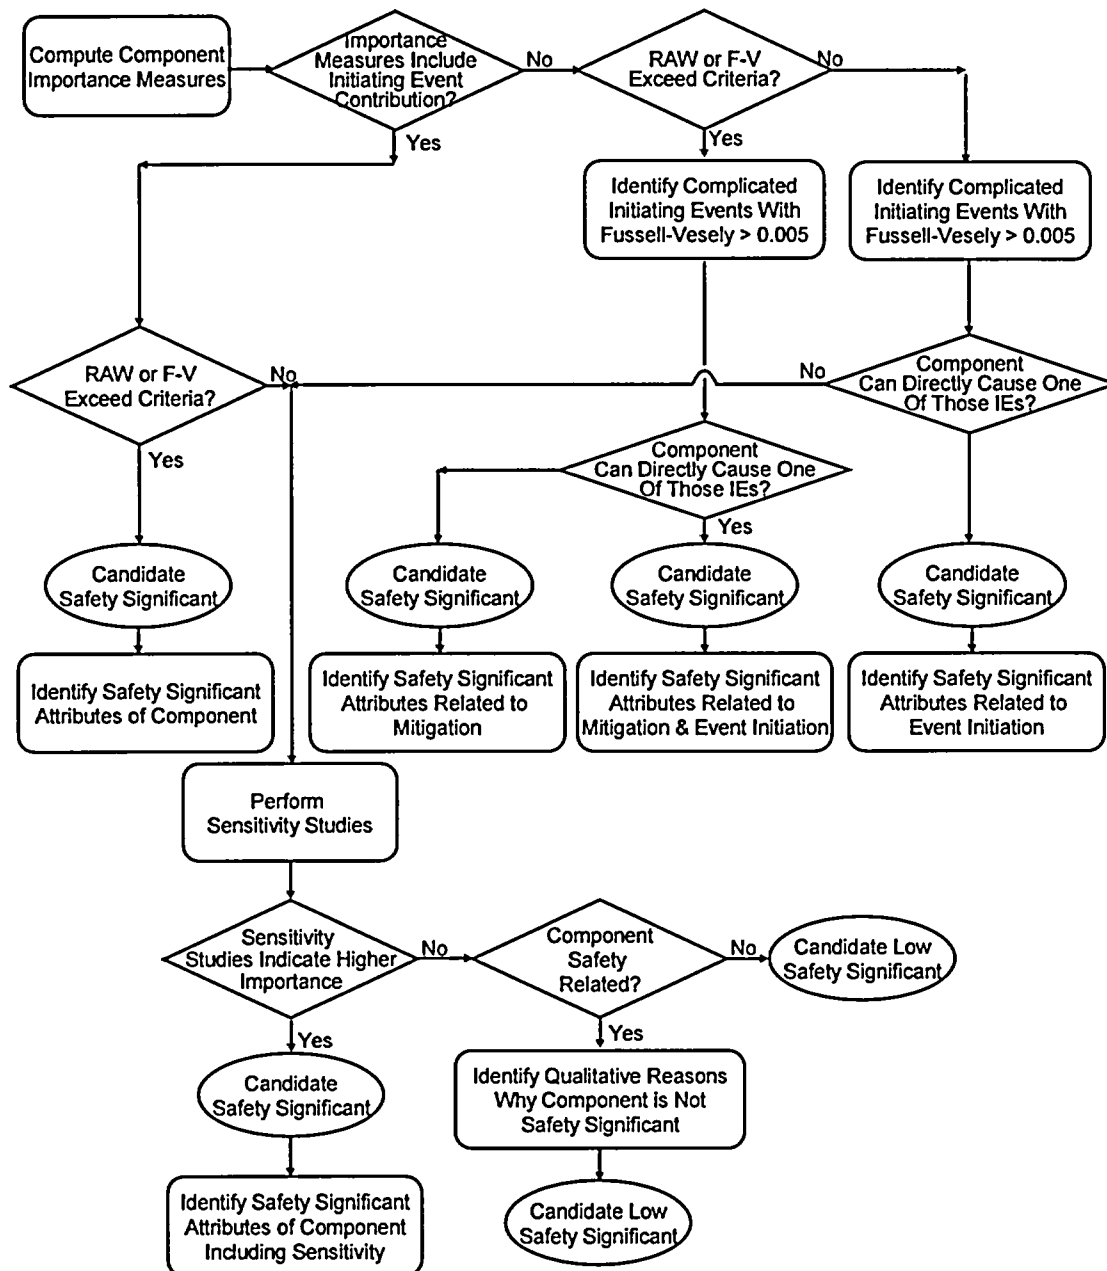 Compute Component
Importance Measures
Importance
Measures Include
Initiating Event
Contribution?
No
RAW or F-V
Exceed Criteria?
No
Yes
Yes
Identify Complicated
Initiating Events With
Fussell-Vesely > 0.005
Identify Complicated
Initiating Events With
Fussell-Vesely > 0.005
RAW or F-V
Exceed Criteria?
No
No
Component
Can Directly Cause One
Of Those IEs?
Yes
Component
Can Directly Cause One
Of Those IEs?
Yes
Candidate
Safety Significant
Candidate
Safety Significant
Candidate
Safety Significant
Candidate
Safety Significant
Identify Safety Significant
Attributes of Component
Identify Safety Significant
Attributes Related to
Mitigation
Identify Safety Significant
Attributes Related to
Mitigation & Event Initiation
Identify Safety Significant
Attributes Related to
Event Initiation
Perform
Sensitivity Studies
Sensitivity
Studies Indicate Higher
Importance
No
Component
Safety
Related?
No
Candidate Low
Safety Significant
Yes
Yes
Candidate
Safety Significant
Identify Qualitative Reasons
Why Component is Not
Safety Significant
Identify Safety Significant
Attributes of Component
Including Sensitivity
Candidate Low
Safety Significant